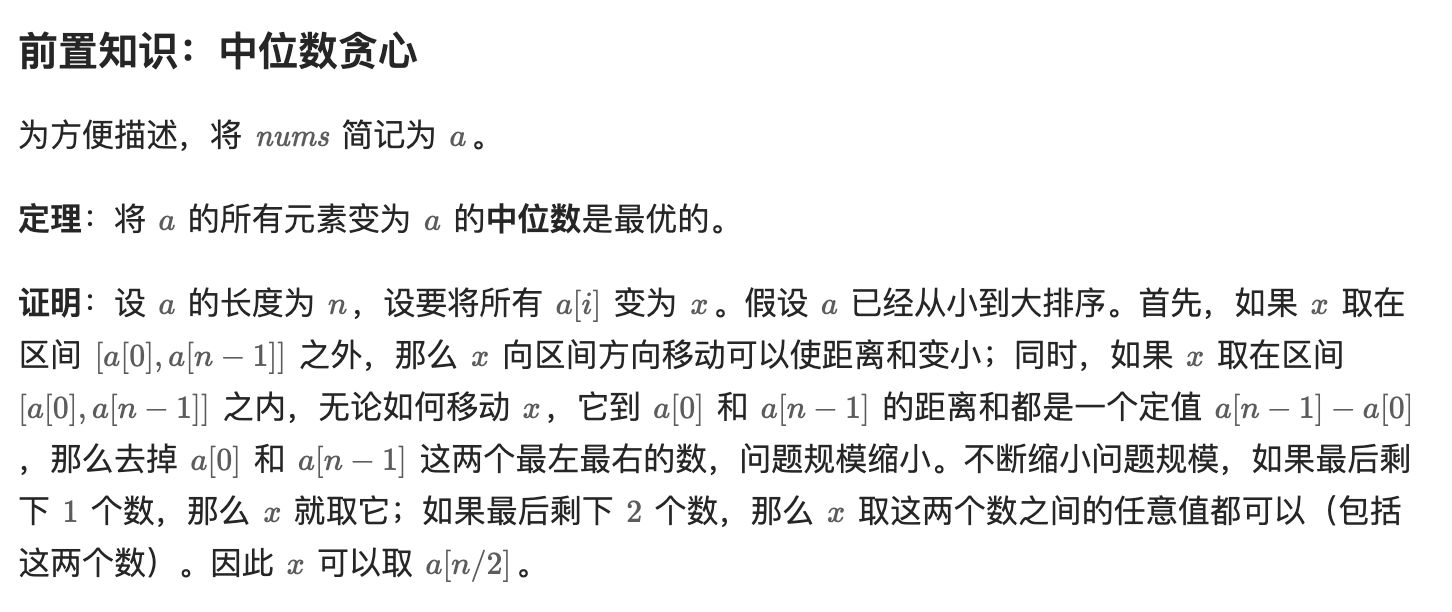 前置知识：中位数贪心
为方便描述，将 nums 简记为 a。
定理：将 a 的所有元素变为 a 的中位数是最优的。
证明：设 a 的长度为 n，设要将所有 a[i] 变为 x。假设 a 已经从小到大排序。首先，如果 x 取在
区间 [a[0], a[n − 1]] 之外，那么 x 向区间方向移动可以使距离和变小；同时，如果 x 取在区间
[a[0], a[n − 1]] 之内，无论如何移动 x，它到 a[0] 和 a[n − 1] 的距离和都是一个定值 a[n − 1] − a[0]
，那么去掉 a[0] 和 a[n − 1] 这两个最左最右的数，问题规模缩小。不断缩小问题规模，如果最后剩
下 1 个数，那么 x 就取它；如果最后剩下 2 个数，那么 x 取这两个数之间的任意值都可以（包括
这两个数）。因此 x 可以取 a[n/2]。